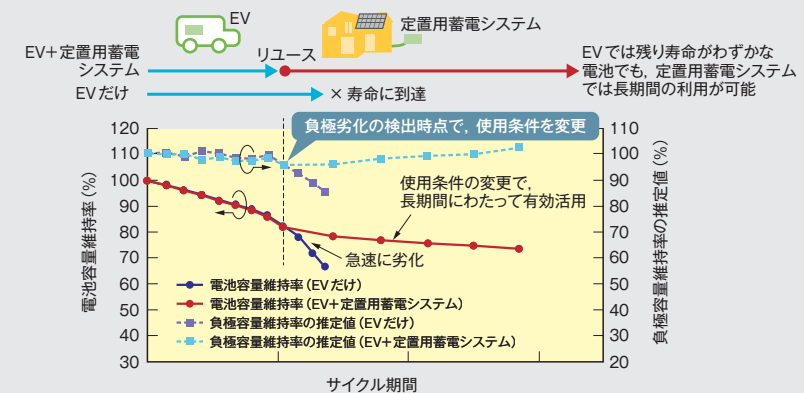 EV
定置用蓄電システム
EV+定置用蓄電
システム
リユース
EVでは残り寿命がわずかな
電池でも,定置用蓄電システム
では長期間の利用が可能
EVだけ
× 寿命に到達
負極劣化の検出時点で,使用条件を変更
120
110
100
90
80
70
60
50
40
30
電池容量維持率(%)
使用条件の変更で,
長期間にわたって有効活用
急速に劣化
電池容量維持率(EVだけ)
電池容量維持率(EV+定置用蓄電システム)
負極容量維持率の推定値(EVだけ)
負極容量維持率の推定値(EV+定置用蓄電システム)
110
100
90
80
70
60
50
40
30
20
負極容量維持率の推定値(%)
サイクル期間